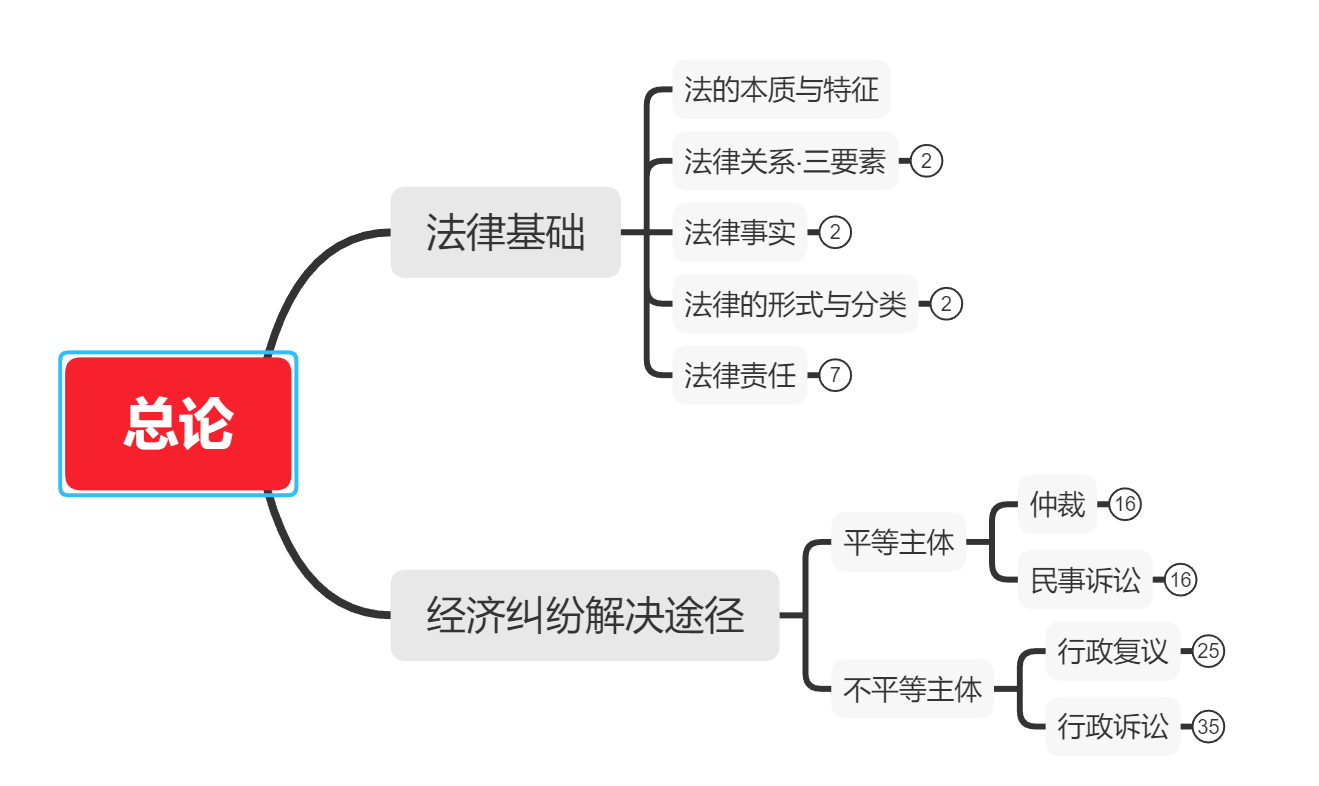 总论
法律基础
法的本质与特征
法律关系·三要素
2
法律事实
2
法律的形式与分类
2
法律责任
7
经济纠纷解决途径
平等主体
仲裁
16
民事诉讼
16
不平等主体
行政复议
25
行政诉讼
35